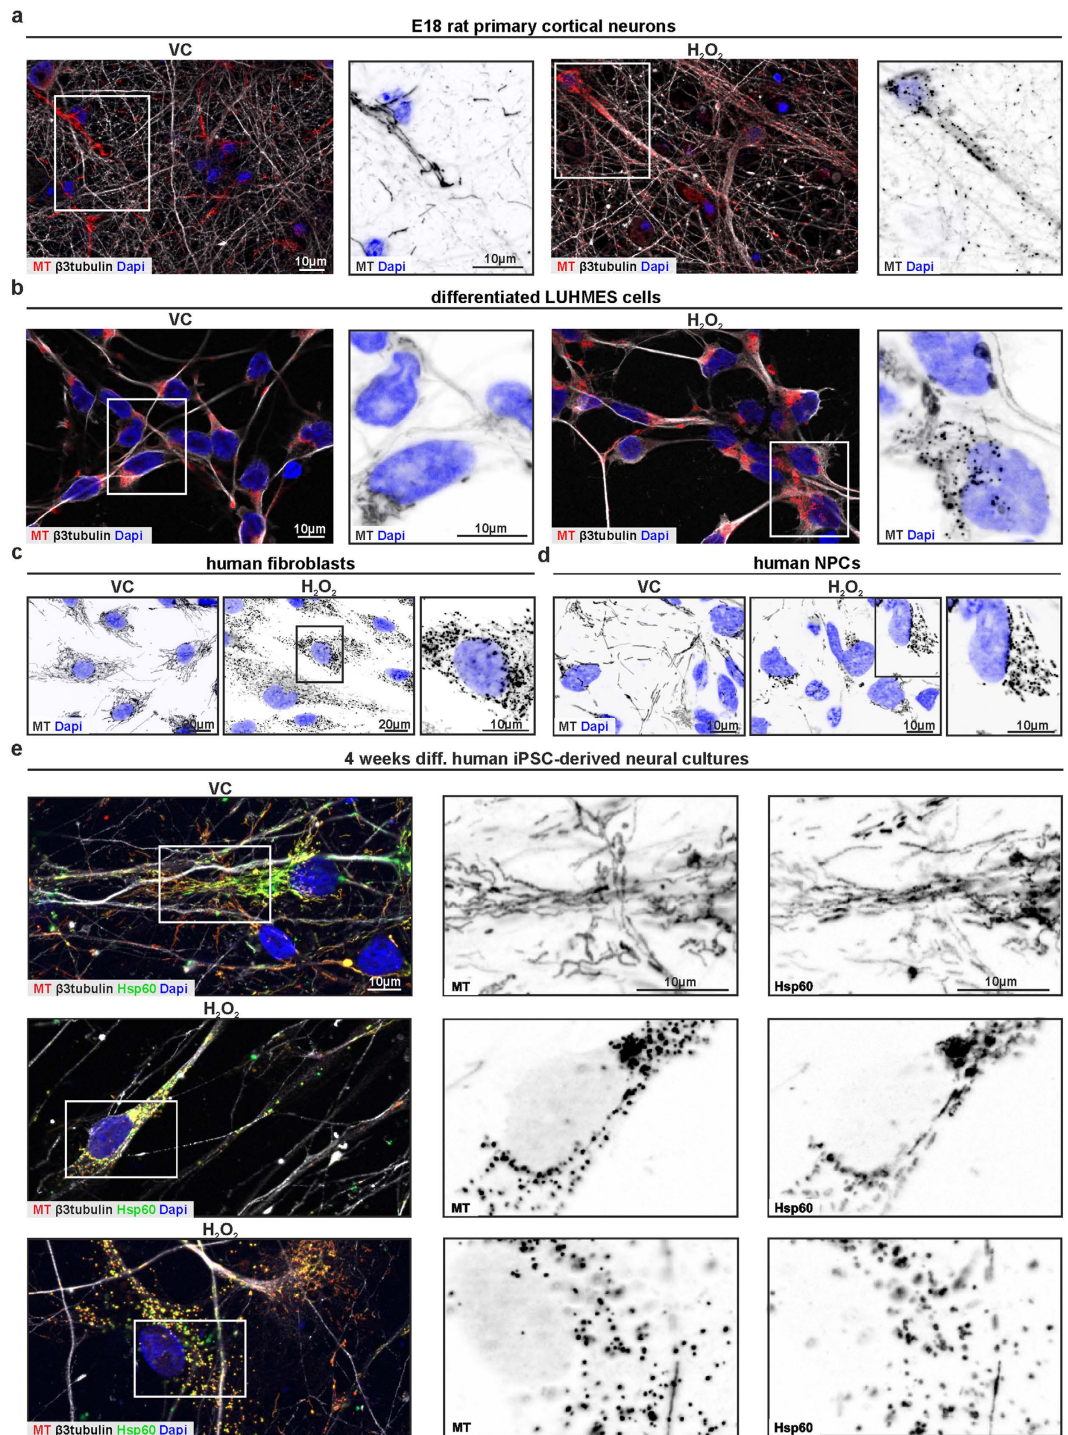 a
E18 rat primary cortical neurons
VC
H₂O₂
MT β3tubulin Dapi
10µm
MT Dapi
10µm
MT β3tubulin Dapi
MT Dapi
b
differentiated LUHMES cells
VC
H₂O₂
MT β3tubulin Dapi
10µm
MT Dapi
10µm
MT β3tubulin Dapi
MT Dapi
c
human fibroblasts
VC
H₂O₂
MT Dapi
20µm
20µm
10µm
d
human NPCs
VC
H₂O₂
MT Dapi
10µm
10µm
10µm
e
4 weeks diff. human iPSC-derived neural cultures
VC
MT β3tubulin Hsp60 Dapi
10µm
MT
10µm
Hsp60
10µm
H₂O₂
MT β3tubulin Hsp60 Dapi
MT
Hsp60
H₂O₂
MT β3tubulin Hsp60 Dapi
MT
Hsp60